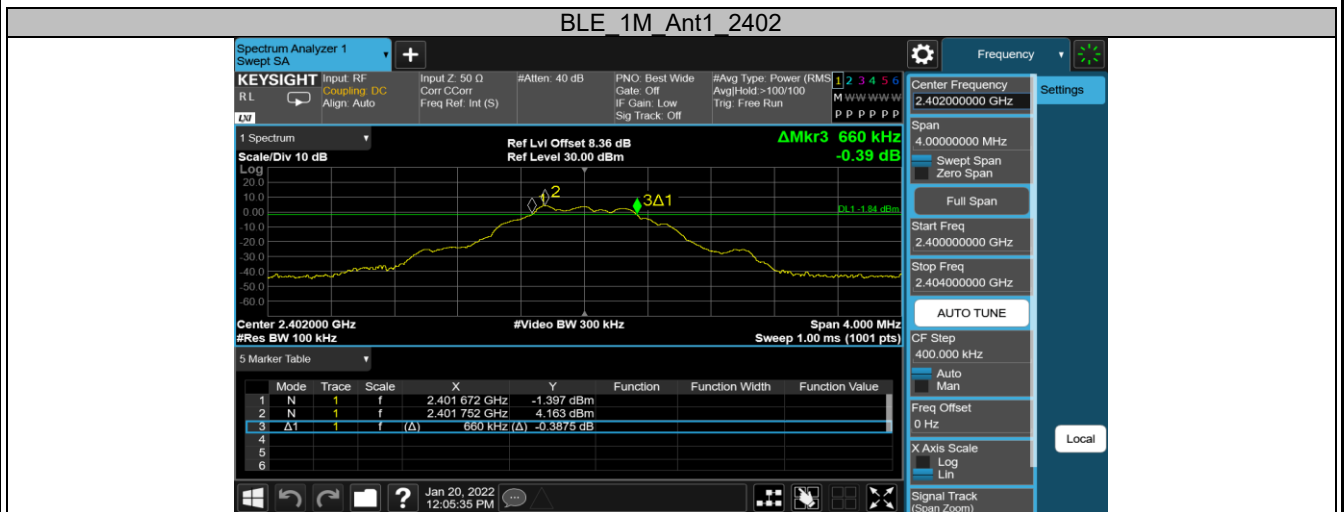 BLE_1M_Ant1_2402
Spectrum Analyzer 1
Swept SA
+
Frequency
KEYSIGHT
RL
LXI
Input: RF
Coupling: DC
Align: Auto
Input Z: 50 Ω
Corr CCorr
Freq Ref: Int (S)
#Atten: 40 dB
PNO: Best Wide
Gate: Off
IF Gain: Low
Sig Track: Off
#Avg Type: Power (RMS
Avg|Hold:>100/100
Trig: Free Run
1 2 3 4 5 6
M W W W W W
P P P P P P
1 Spectrum
Scale/Div 10 dB
Ref Lvl Offset 8.36 dB
Ref Level 30.00 dBm
ΔMkr3 660 kHz
-0.39 dB
Log
20.0
10.0
0.00
-10.0
-20.0
-30.0
-40.0
-50.0
-60.0
1
2
3Δ1
DL1 -1.84 dBm
Center 2.402000 GHz
#Res BW 100 kHz
#Video BW 300 kHz
Span 4.000 MHz
Sweep 1.00 ms (1001 pts)
5 Marker Table
Mode Trace Scale X Y Function Function Width Function Value
1 N 1 f 2.401 672 GHz -1.397 dBm
2 N 1 f 2.401 752 GHz 4.163 dBm
3 Δ1 1 f (Δ) 660 kHz (Δ) -0.3875 dB
4
5
6
?
Jan 20, 2022
12:05:35 PM
Center Frequency
2.402000000 GHz
Span
4.00000000 MHz
Swept Span
Zero Span
Full Span
Start Freq
2.400000000 GHz
Stop Freq
2.404000000 GHz
AUTO TUNE
CF Step
400.000 kHz
Auto
Man
Freq Offset
0 Hz
X Axis Scale
Log
Lin
Signal Track
(Span Zoom)
Settings
Local